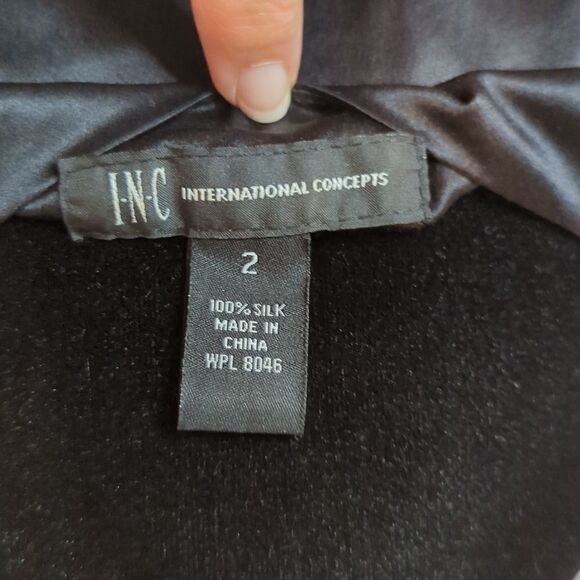 I·N·C INTERNATIONAL CONCEPTS
2
100% SILK
MADE IN
CHINA
WPL 8046